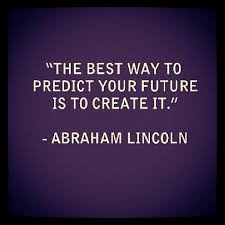 “THE BEST WAY TO
PREDICT YOUR FUTURE
IS TO CREATE IT.”
- ABRAHAM LINCOLN